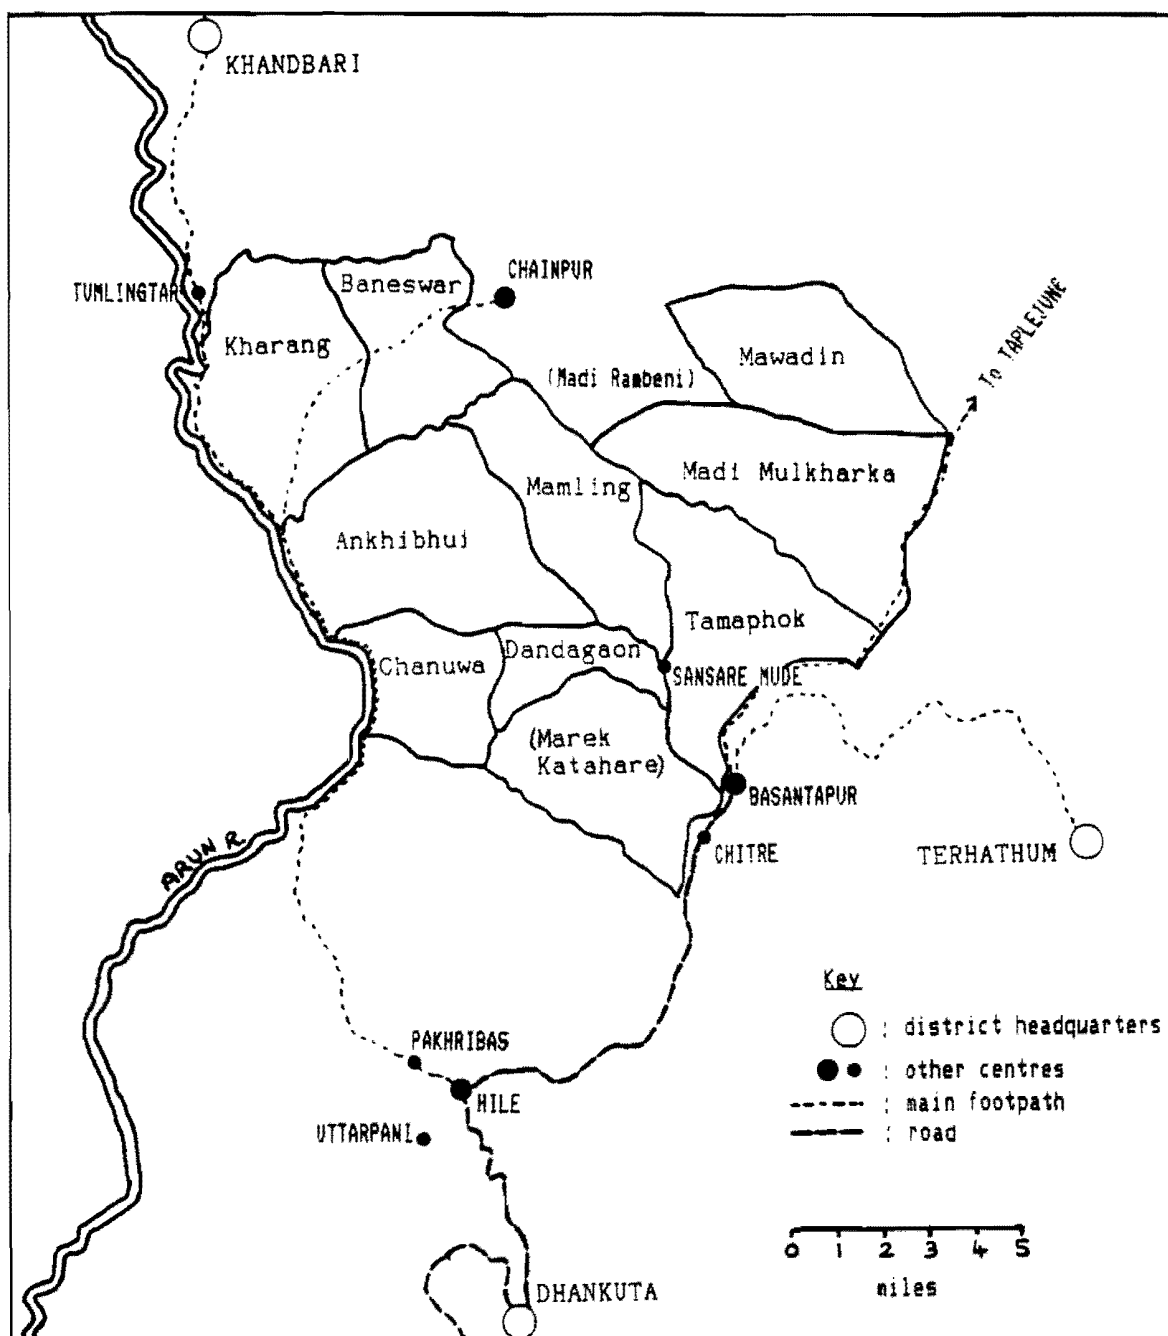 KHANDBARI
TUMLINGTAR
Baneswar
CHAINPUR
Kharang
(Madi Rambeni)
Mawadin
To TAPLEJUNE
Mamling
Madi Mulkharka
Ankhibhui
Tamaphok
Dandagaon
Chanuwa
SANSARE MUDE
(Marek
Katahare)
BASANTAPUR
CHITRE
TERHATHUM
ARUN R.
PAKHRIBAS
HILE
UTTARPANI
DHANKUTA
Key
: district headquarters
: other centres
: main footpath
: road
0 1 2 3 4 5
miles